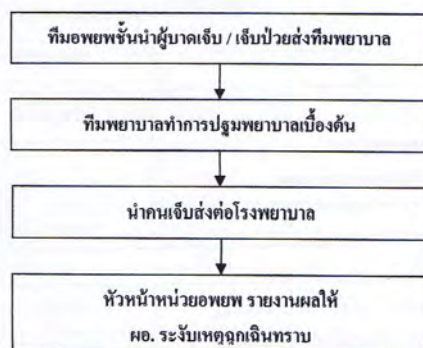 ทีมอพยพชั้นนำผู้บาดเจ็บ / เจ็บป่วยส่งทีมพยาบาล
ทีมพยาบาลทำการปฐมพยาบาลเบื้องต้น
นำคนเจ็บส่งต่อโรงพยาบาล
หัวหน้าหน่วยอพยพ รายงานผลให้
ผอ. ระงับเหตุฉุกเฉินทราบ